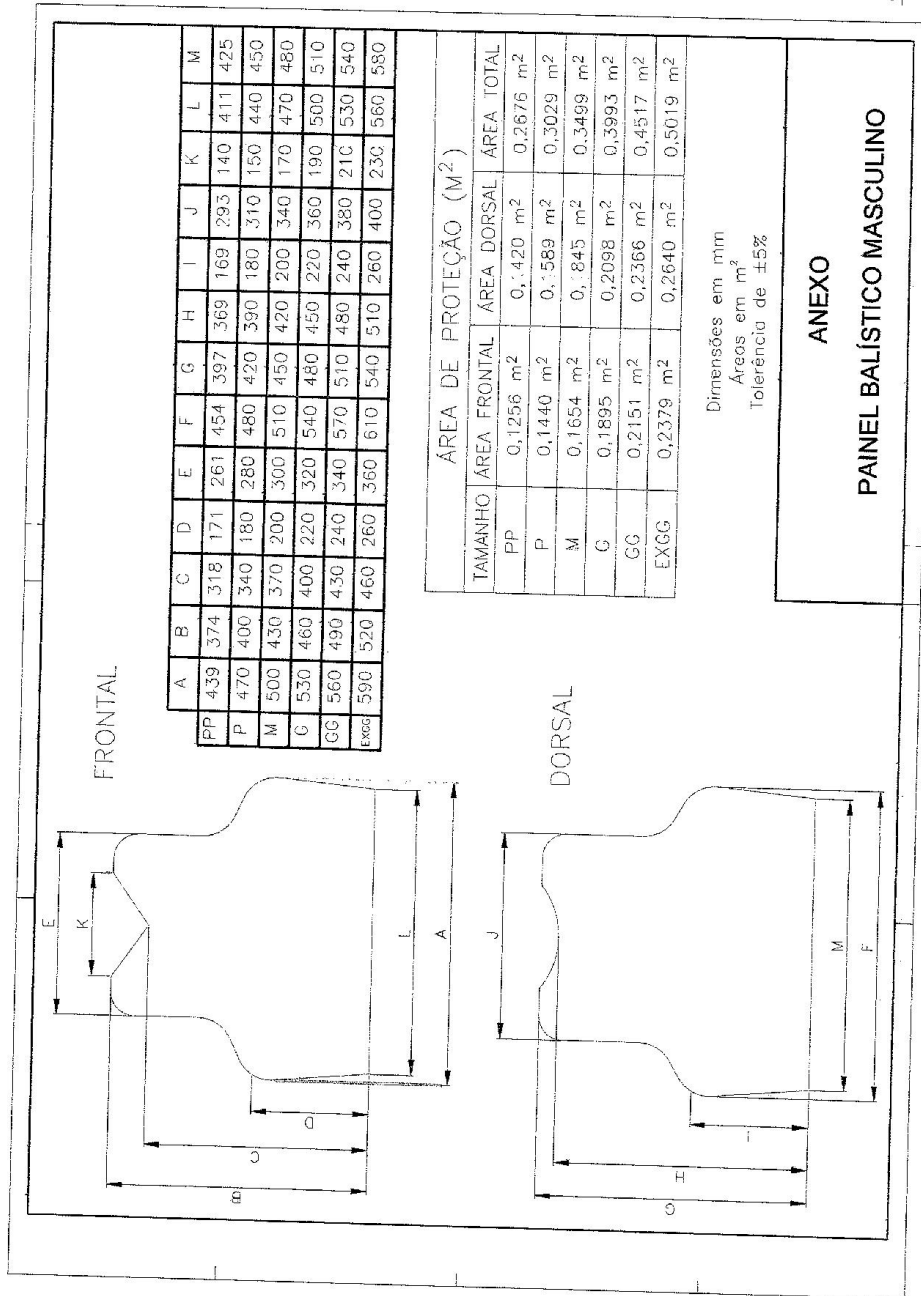 FRONTAL
E
K
B
C
D
L
A
DORSAL
J
G
H
I
M
F
A B C D E F G H I J K L M
PP 439 374 318 171 261 454 397 369 169 293 140 411 425
P 470 400 340 180 280 480 420 390 180 310 150 440 450
M 500 430 370 200 300 510 450 420 200 340 170 470 480
G 530 460 400 220 320 540 480 450 220 360 190 500 510
GG 560 490 430 240 340 570 510 480 240 380 210 530 540
EXGG 590 520 460 260 360 610 540 510 260 400 230 560 580
ÁREA DE PROTEÇÃO (M²)
TAMANHO ÁREA FRONTAL ÁREA DORSAL ÁREA TOTAL
PP 0,1256 m² 0,1420 m² 0,2676 m²
P 0,1440 m² 0,1589 m² 0,3029 m²
M 0,1654 m² 0,1845 m² 0,3499 m²
G 0,1895 m² 0,2098 m² 0,3993 m²
GG 0,2151 m² 0,2366 m² 0,4517 m²
EXGG 0,2379 m² 0,2640 m² 0,5019 m²
Dimensões em mm
Áreas em m²
Tolerência de ±5%
ANEXO
PAINEL BALÍSTICO MASCULINO